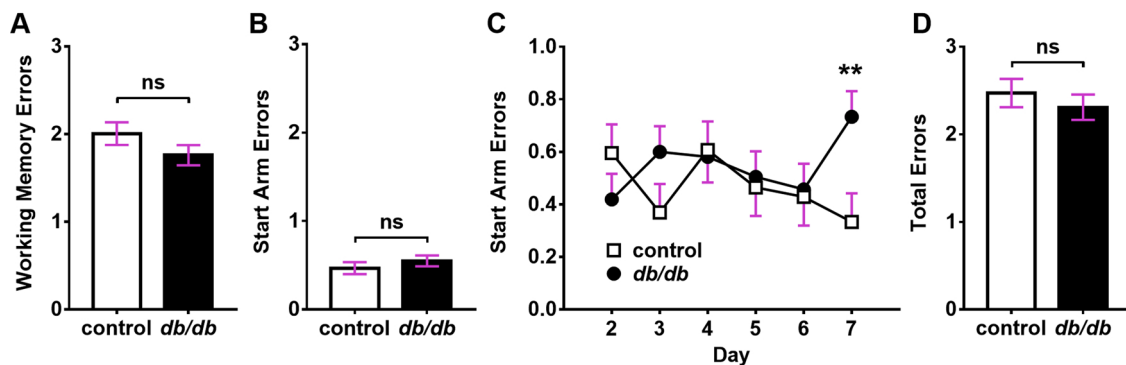 A
Working Memory Errors
3
2
1
0
ns
control db/db
B
Start Arm Errors
3
2
1
0
ns
control db/db
C
Start Arm Errors
1.0
0.8
0.6
0.4
0.2
0.0
**
control
db/db
2 3 4 5 6 7
Day
D
Total Errors
3
2
1
0
ns
control db/db